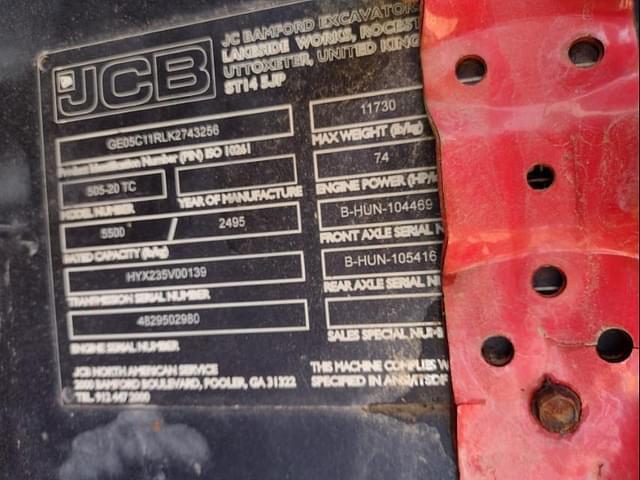 JCB
JC BAMFORD EXCAVATOR
LAKESIDE WORKS, ROCEST
UTTOXETER, UNITED KING
ST14 5JP
GE05C11RLK2743256
Product Identification Number (PIN) ISO 10261
505-20 TC
MODEL NUMBER
YEAR OF MANUFACTURE
5500 / 2495
RATED CAPACITY (lb/kg)
HYX235V00139
TRANSMISSION SERIAL NUMBER
4829502980
ENGINE SERIAL NUMBER
JCB NORTH AMERICAN SERVICE
2000 BAMFORD BOULEVARD, POOLER, GA 31322
TEL. 912 447 2000
11730
MAX WEIGHT (lb/kg)
74
ENGINE POWER (HP/
B-HUN-104469
FRONT AXLE SERIAL N
B-HUN-105416
REAR AXLE SERIAL N
SALES SPECIAL NUM
THIS MACHINE COMPLIES W
SPECIFIED IN